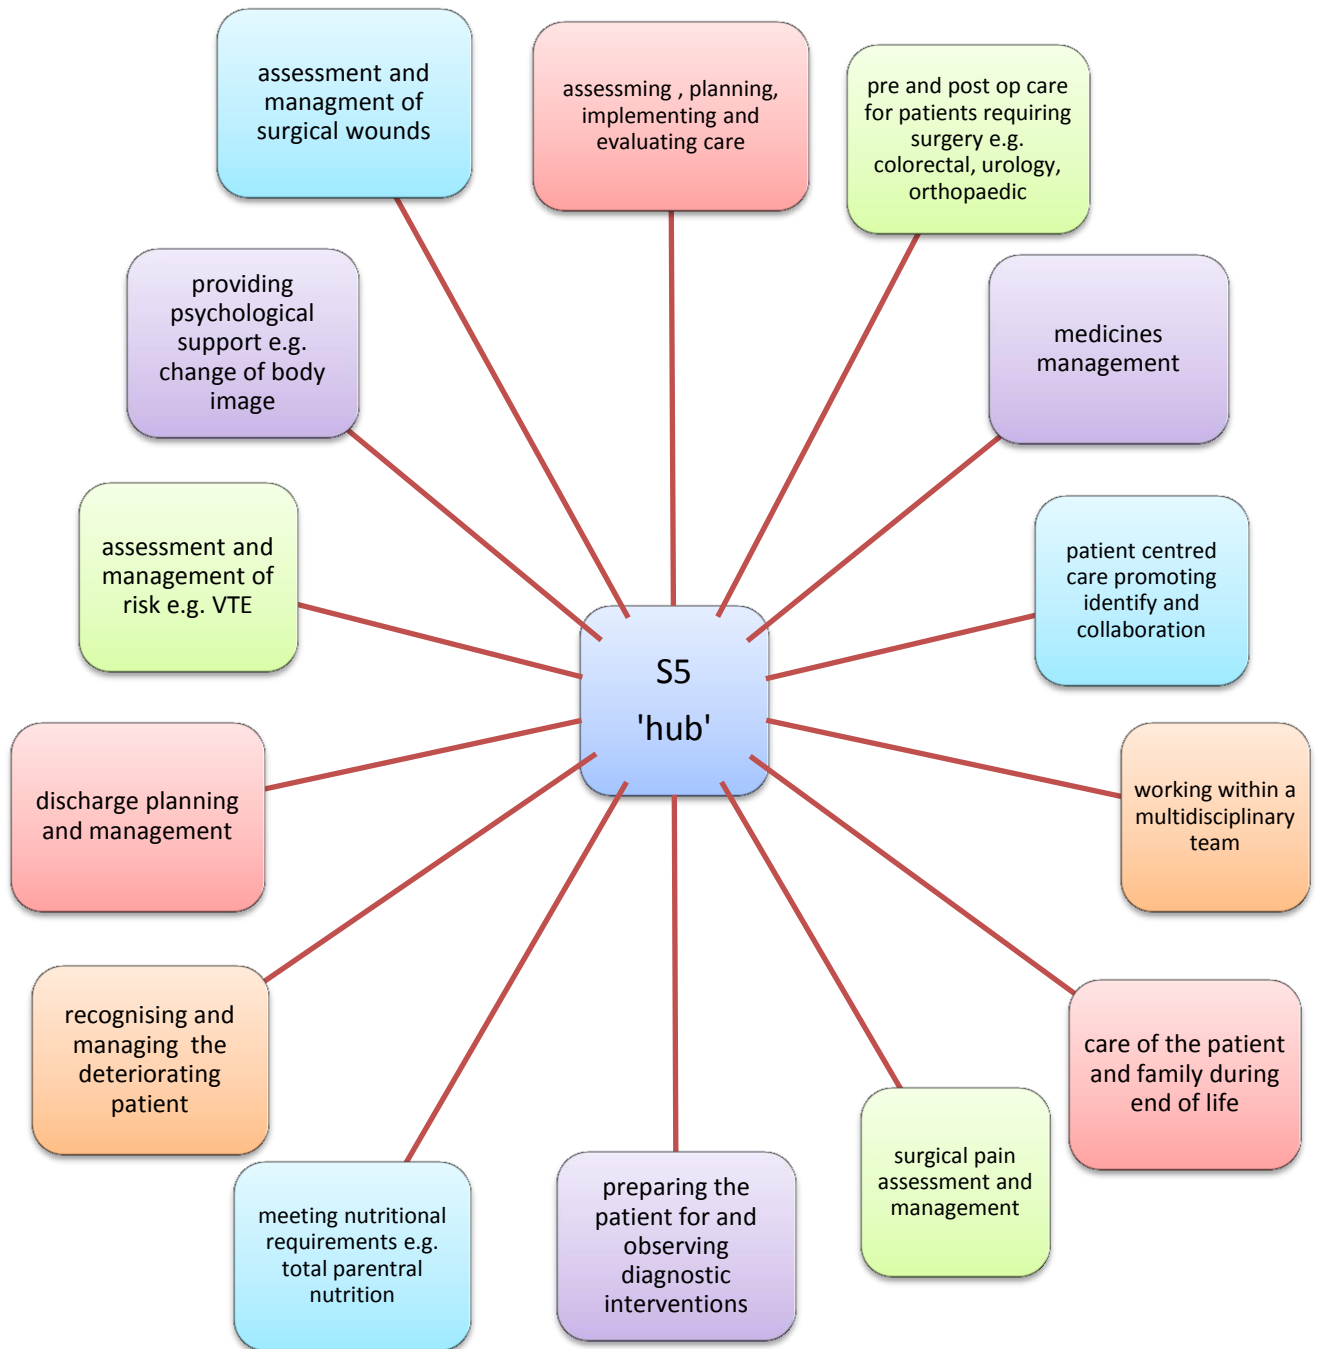 assessment and
managment of
surgical wounds
assessming , planning,
implementing and
evaluating care
pre and post op care
for patients requiring
surgery e.g.
colorectal, urology,
orthopaedic
providing
psychological
support e.g.
change of body
image
medicines
management
assessment and
management of
risk e.g. VTE
patient centred
care promoting
identify and
collaboration
S5
'hub'
discharge planning
and management
working within a
multidisciplinary
team
recognising and
managing the
deteriorating
patient
care of the patient
and family during
end of life
surgical pain
assessment and
management
meeting nutritional
requirements e.g.
total parentral
nutrition
preparing the
patient for and
observing
diagnostic
interventions